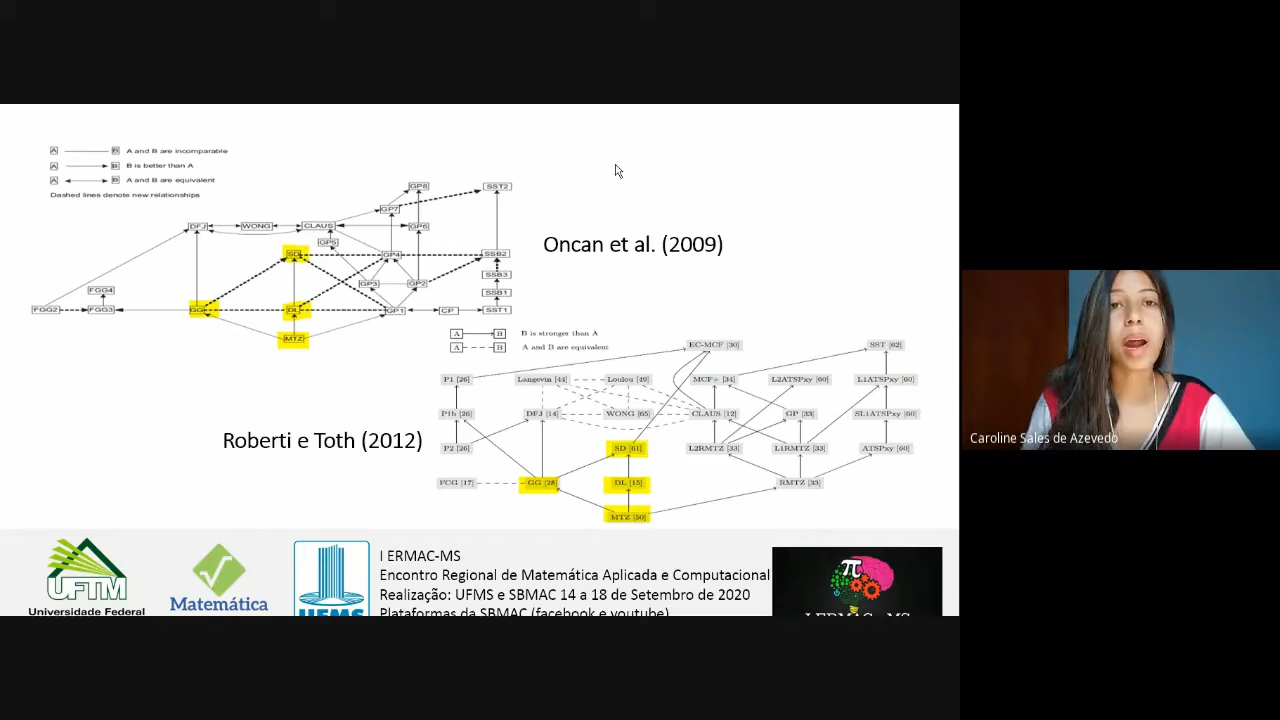 A B A and B are incomparable
A B B is better than A
A B A and B are equivalent
Dashed lines denote new relationships
GP8 SST2
GP7
DFJ WONG CLAUS GP6
GP5
SD GP4 SSB2
SSB3
GP3 GP2
FGG4 SSB1
FGG2 FGG3 GG DL GP1 CP SST1
MTZ
Oncan et al. (2009)
A B B is stronger than A
A B A and B are equivalent
EC-MCF [30] SST [62]
P1 [26] Langevin [44] Loulou [49] MCF+ [34] L2ATSPxy [60] L1ATSPxy [60]
P1b [26] DFJ [14] WONG [65] CLAUS [12] GP [33] SL1ATSPxy [60]
P2 [26] SD [61] L2RMTZ [33] L1RMTZ [33] ATSPxy [60]
FCG [17] GG [28] DL [15] RMTZ [33]
MTZ [50]
Roberti e Toth (2012)
UFTM
Universidade Federal
Matemática
UFMS
I ERMAC-MS
Encontro Regional de Matemática Aplicada e Computacional
Realização: UFMS e SBMAC 14 a 18 de Setembro de 2020
Plataformas da SBMAC (facebook e youtube)
π
I ERMAC-MS
Caroline Sales de Azevedo